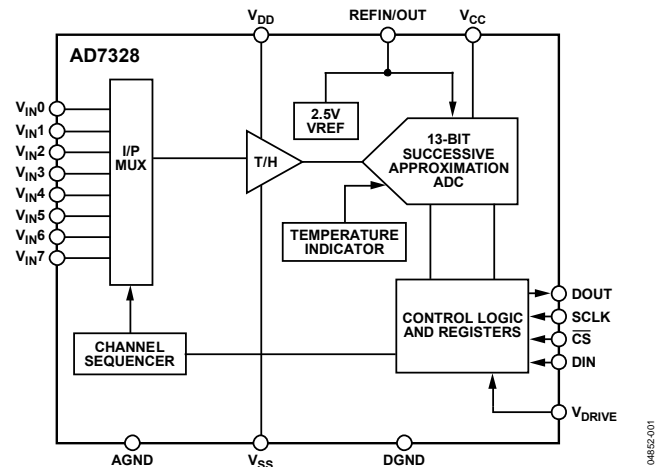 V_DD
REFIN/OUT
V_CC
AD7328
V_IN0
V_IN1
V_IN2
V_IN3
V_IN4
V_IN5
V_IN6
V_IN7
I/P
MUX
2.5V
VREF
T/H
13-BIT
SUCCESSIVE
APPROXIMATION
ADC
TEMPERATURE
INDICATOR
CHANNEL
SEQUENCER
CONTROL LOGIC
AND REGISTERS
DOUT
SCLK
C̅S̅
DIN
V_DRIVE
AGND
V_SS
DGND
04852-001